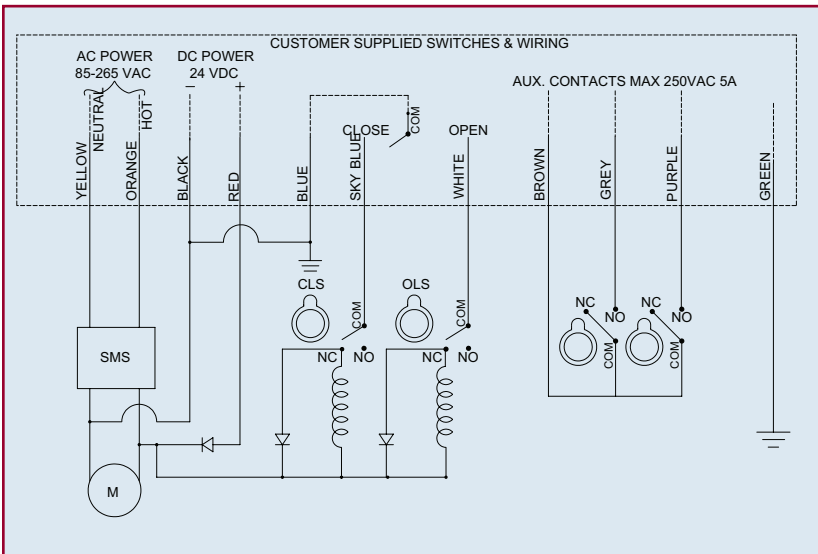 CUSTOMER SUPPLIED SWITCHES & WIRING
AC POWER
85-265 VAC
DC POWER
24 VDC
− +
AUX. CONTACTS MAX 250VAC 5A
NEUTRAL
HOT
CLOSE
COM
OPEN
YELLOW
ORANGE
BLACK
RED
BLUE
SKY BLUE
WHITE
BROWN
GREY
PURPLE
GREEN
CLS
COM
OLS
COM
NC
NO
NC
NO
NC
NO
COM
NC
NO
COM
SMS
M